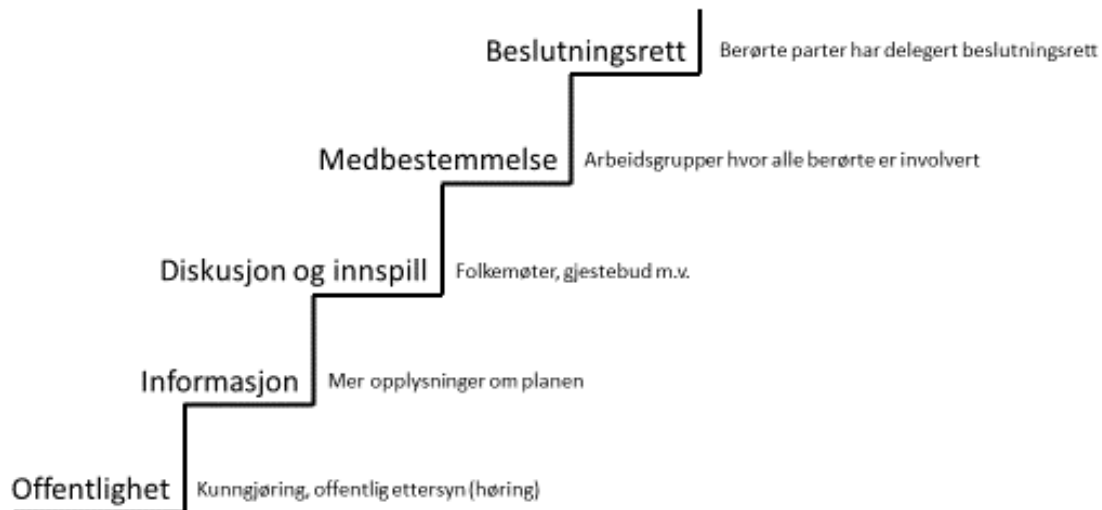 Beslutningsrett Berørte parter har delegert beslutningsrett
Medbestemmelse Arbeidsgrupper hvor alle berørte er involvert
Diskusjon og innspill Folkemøter, gjestebud m.v.
Informasjon Mer opplysninger om planen
Offentlighet Kunngjøring, offentlig ettersyn (høring)